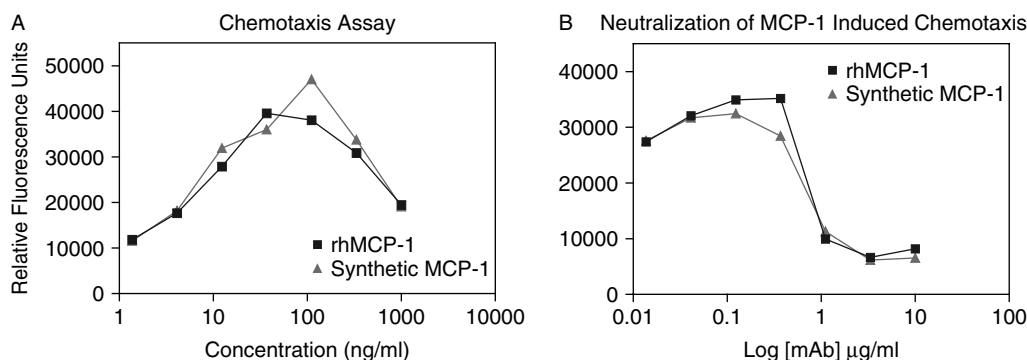 A Chemotaxis Assay
Relative Fluorescence Units
50000
40000
30000
20000
10000
0
rhMCP-1
Synthetic MCP-1
1 10 100 1000 10000
Concentration (ng/ml)
B Neutralization of MCP-1 Induced Chemotaxis
40000
30000
20000
10000
0
rhMCP-1
Synthetic MCP-1
0.01 0.1 1 10 100
Log [mAb] μg/ml